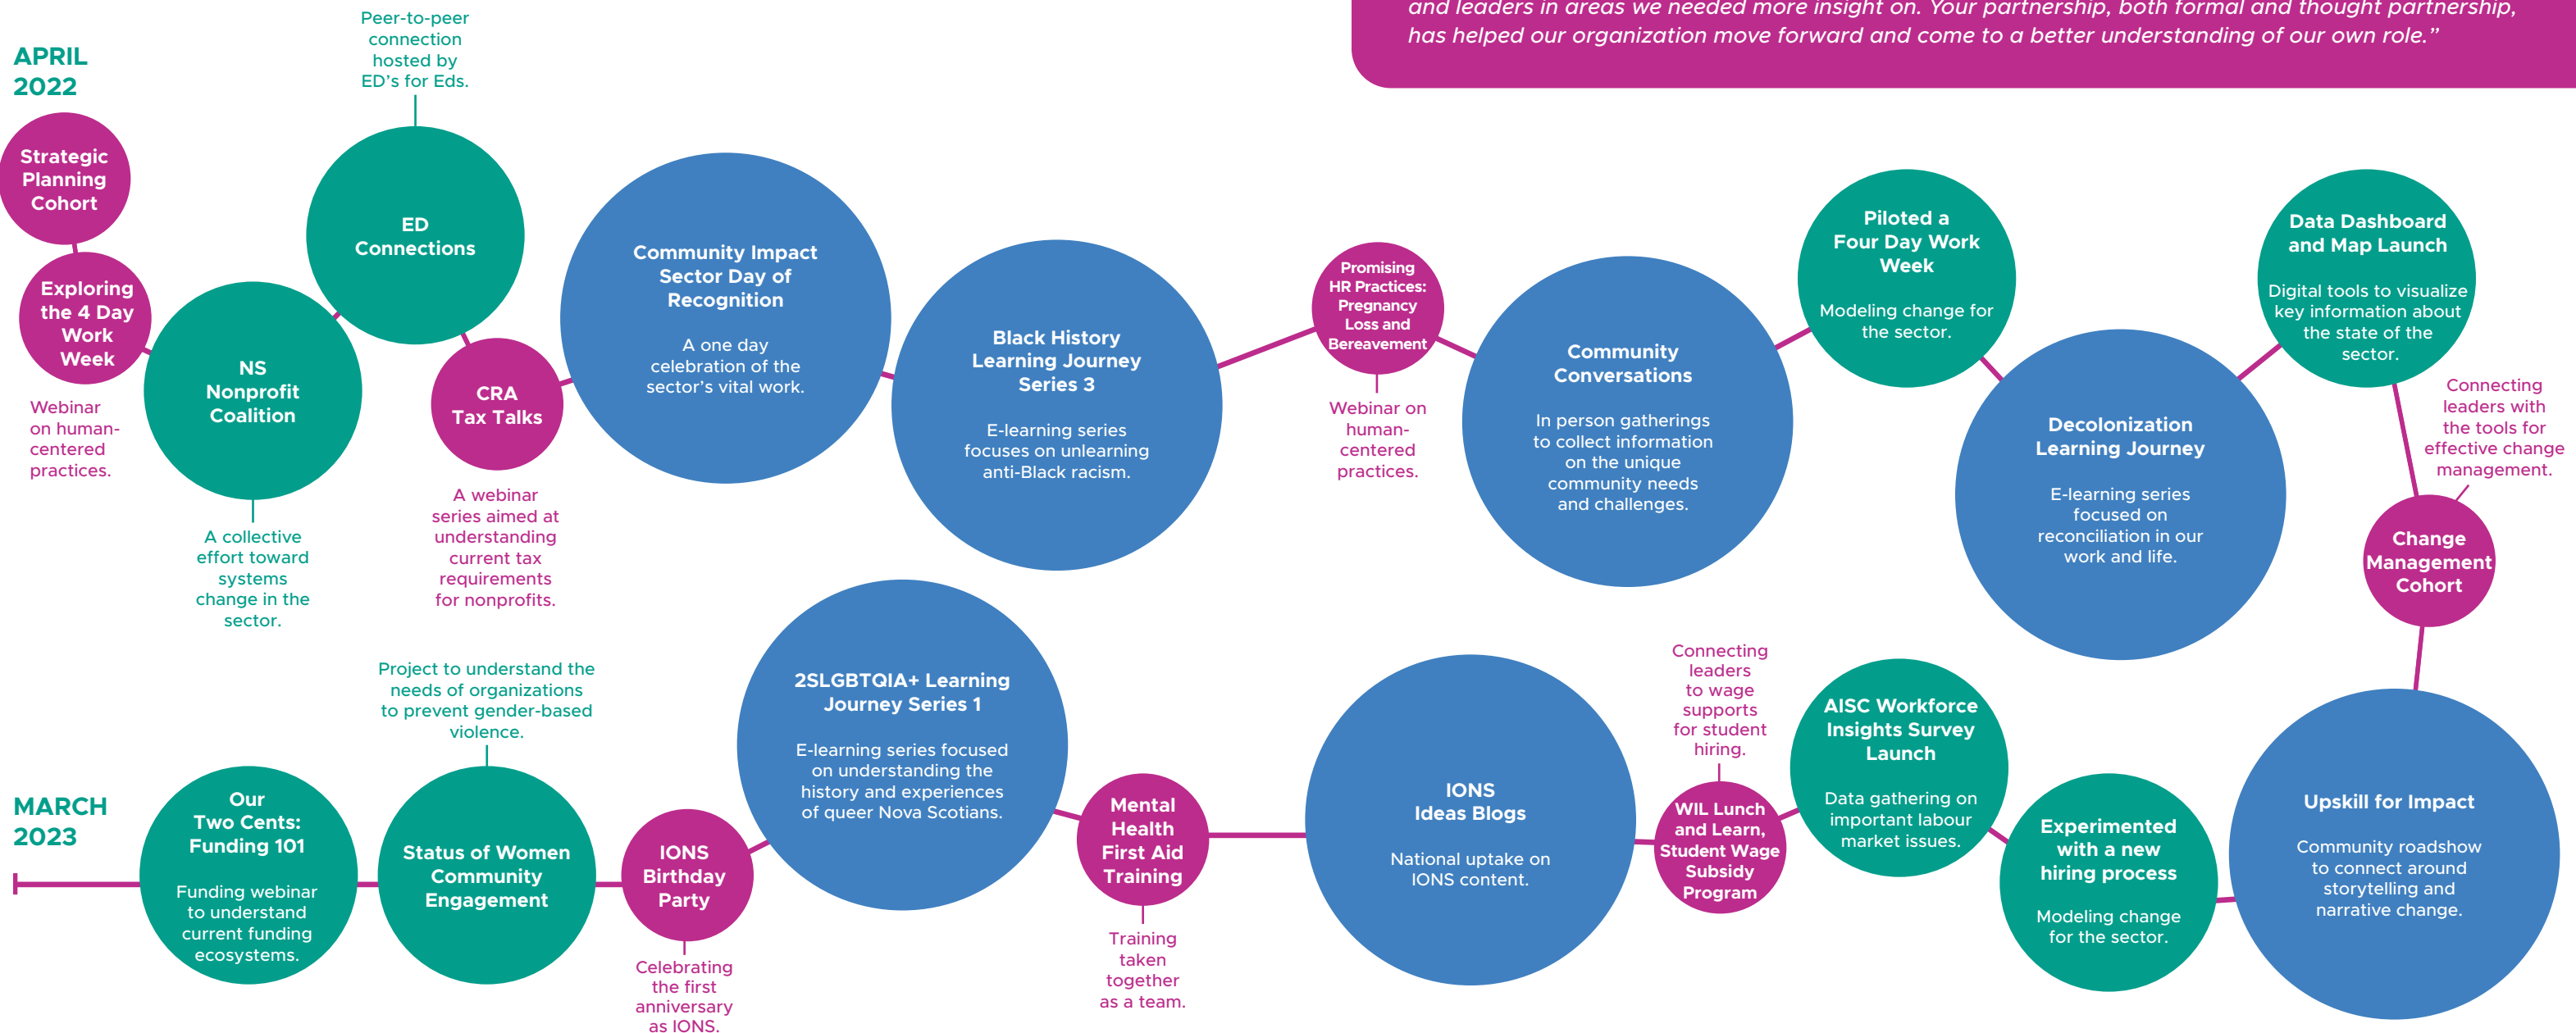 and leaders in areas we needed more insight on. Your partnership, both formal and thought partnership,
has helped our organization move forward and come to a better understanding of our own role.”
APRIL
2022
Strategic
Planning
Cohort
Exploring
the 4 Day
Work
Week
Webinar
on human-
centered
practices.
NS
Nonprofit
Coalition
A collective
effort toward
systems
change in the
sector.
Peer-to-peer
connection
hosted by
ED’s for Eds.
ED
Connections
CRA
Tax Talks
A webinar
series aimed at
understanding
current tax
requirements
for nonprofits.
Community Impact
Sector Day of
Recognition
A one day
celebration of the
sector’s vital work.
Black History
Learning Journey
Series 3
E-learning series
focuses on unlearning
anti-Black racism.
Promising
HR Practices:
Pregnancy
Loss and
Bereavement
Webinar on
human-
centered
practices.
Community
Conversations
In person gatherings
to collect information
on the unique
community needs
and challenges.
Piloted a
Four Day Work
Week
Modeling change for
the sector.
Decolonization
Learning Journey
E-learning series
focused on
reconciliation in our
work and life.
Data Dashboard
and Map Launch
Digital tools to visualize
key information about
the state of the
sector.
Connecting
leaders with
the tools for
effective change
management.
Change
Management
Cohort
Upskill for Impact
Community roadshow
to connect around
storytelling and
narrative change.
Experimented
with a new
hiring process
Modeling change
for the sector.
AISC Workforce
Insights Survey
Launch
Data gathering on
important labour
market issues.
Connecting
leaders
to wage
supports
for student
hiring.
WIL Lunch
and Learn,
Student Wage
Subsidy
Program
IONS
Ideas Blogs
National uptake on
IONS content.
Mental
Health
First Aid
Training
Training
taken
together
as a team.
2SLGBTQIA+ Learning
Journey Series 1
E-learning series focused
on understanding the
history and experiences
of queer Nova Scotians.
IONS
Birthday
Party
Celebrating
the first
anniversary
as IONS.
Project to understand the
needs of organizations
to prevent gender-based
violence.
Status of Women
Community
Engagement
Our
Two Cents:
Funding 101
Funding webinar
to understand
current funding
ecosystems.
MARCH
2023